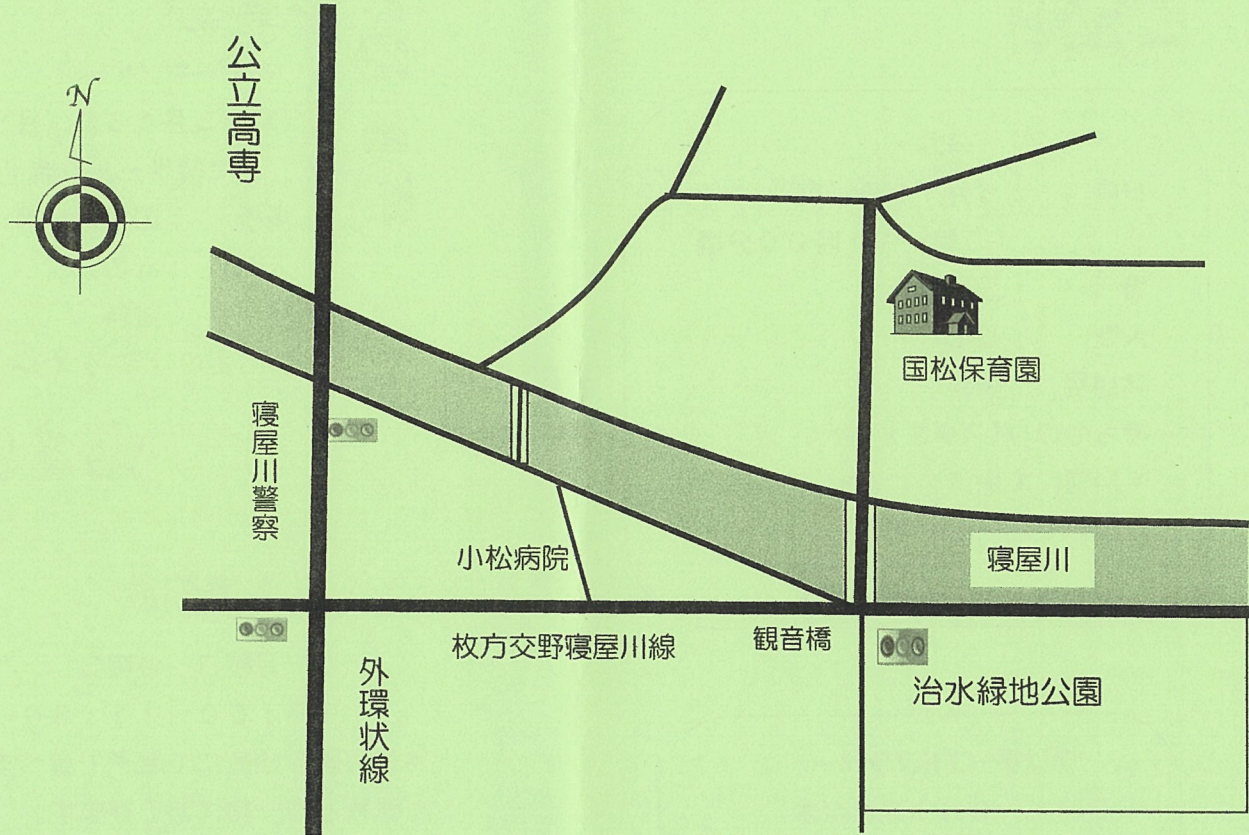 N
公立高専
国松保育園
寝屋川警察
小松病院
寝屋川
枚方交野寝屋川線
観音橋
外環状線
治水緑地公園